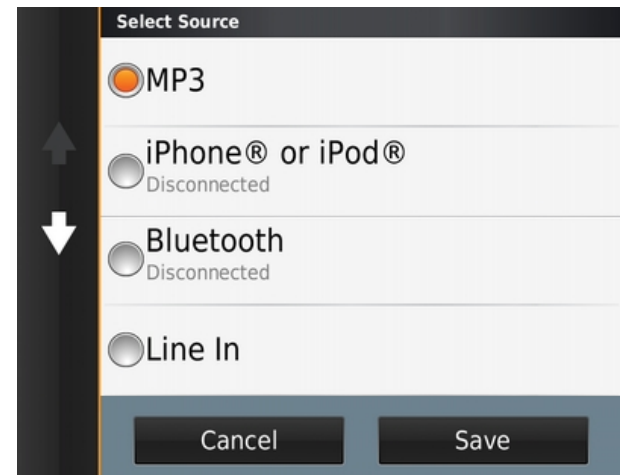 Select Source
MP3
iPhone® or iPod®
Disconnected
Bluetooth
Disconnected
Line In
Cancel Save